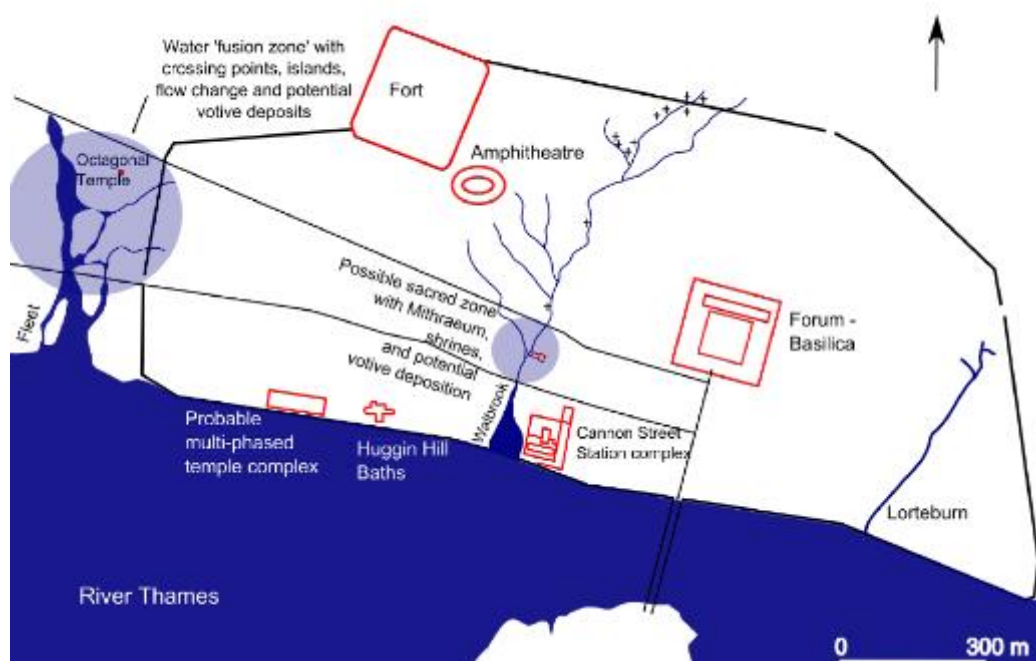 Water 'fusion zone' with
crossing points, islands,
flow change and potential
votive deposits
Fort
Amphitheatre
Octagonal
Temple
Possible sacred zone
with Mithraeum,
shrines,
and potential
votive deposition
Forum -
Basilica
Fleet
Walbrook
Probable
multi-phased
temple complex
Huggin Hill
Baths
Cannon Street
Station complex
Lorteburn
River Thames
0 300 m